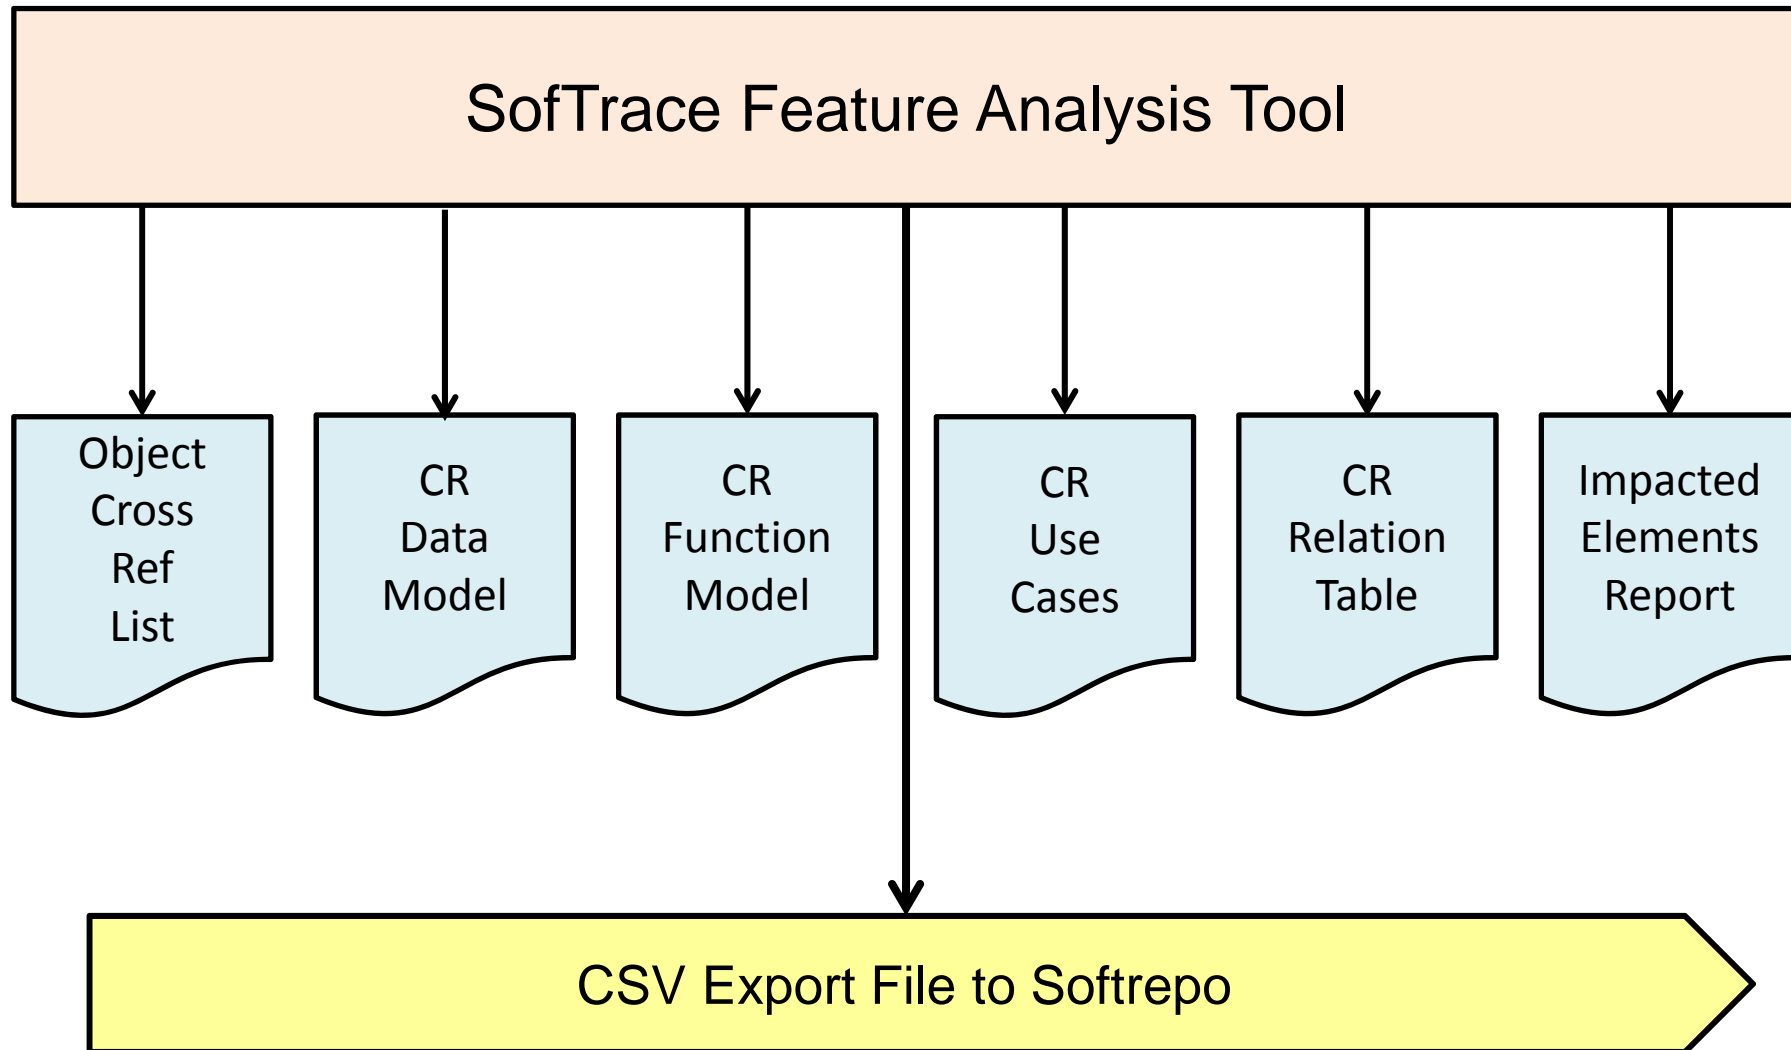 SofTrace Feature Analysis Tool
Object
Cross
Ref
List
CR
Data
Model
CR
Function
Model
CR
Use
Cases
CR
Relation
Table
Impacted
Elements
Report
CSV Export File to Softrepo